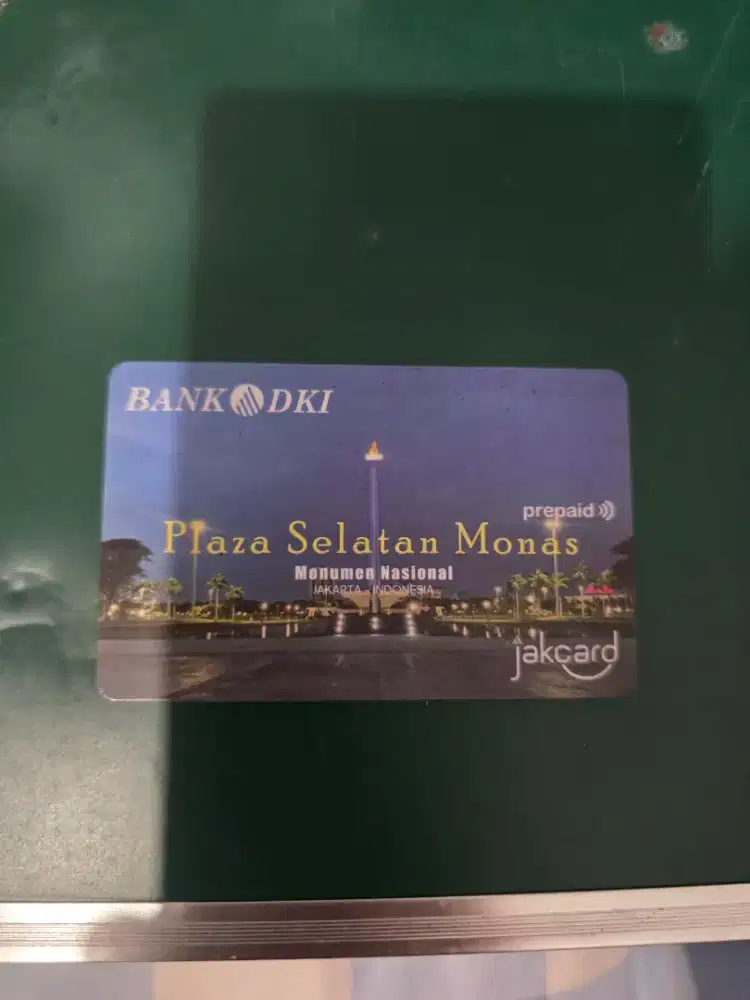 BANK DKI
prepaid
Plaza Selatan Monas
Monumen Nasional
JAKARTA - INDONESIA
jakcard